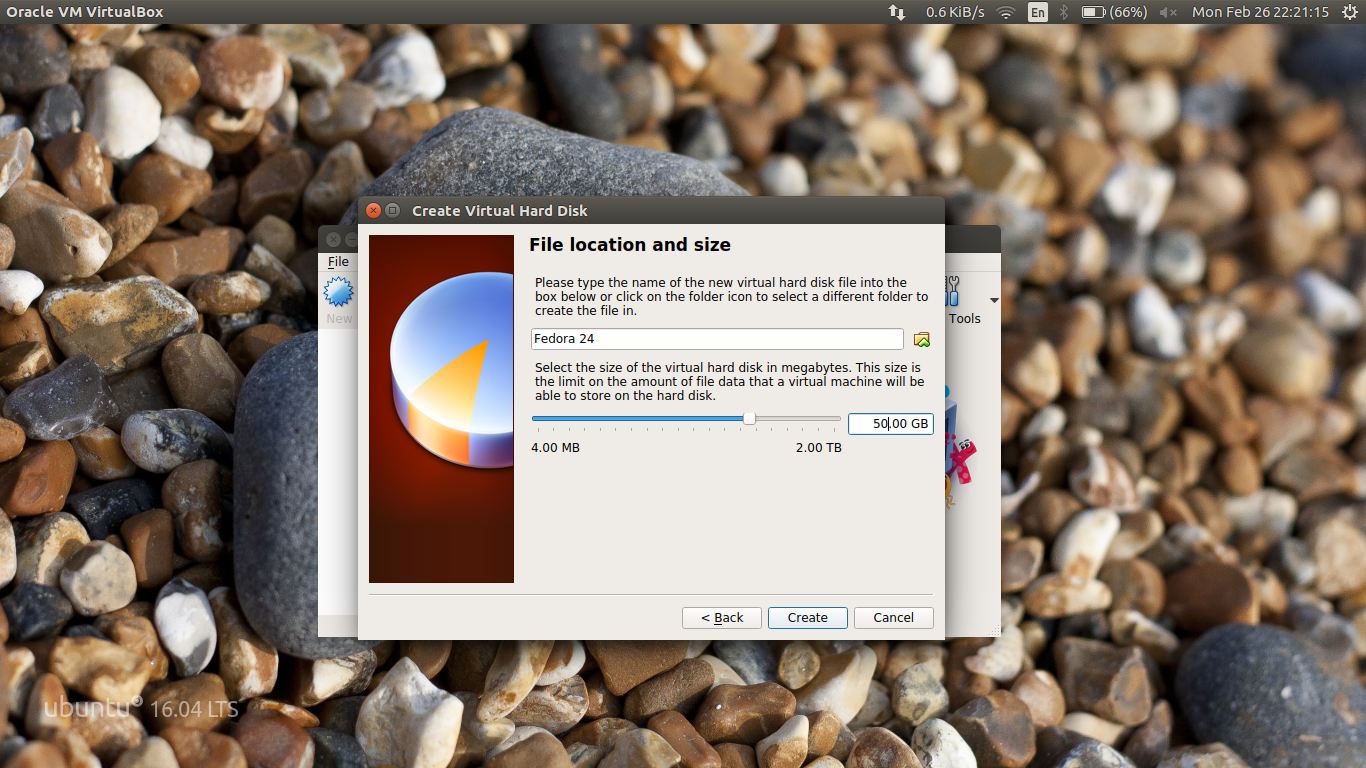 Oracle VM VirtualBox
0.6 KiB/s
En
(66%)
Mon Feb 26 22:21:15
Create Virtual Hard Disk
File
New
Tools
File location and size
Please type the name of the new virtual hard disk file into the
box below or click on the folder icon to select a different folder to
create the file in.
Fedora 24
Select the size of the virtual hard disk in megabytes. This size is
the limit on the amount of file data that a virtual machine will be
able to store on the hard disk.
50.00 GB
4.00 MB
2.00 TB
< Back
Create
Cancel
ubuntu 16.04 LTS